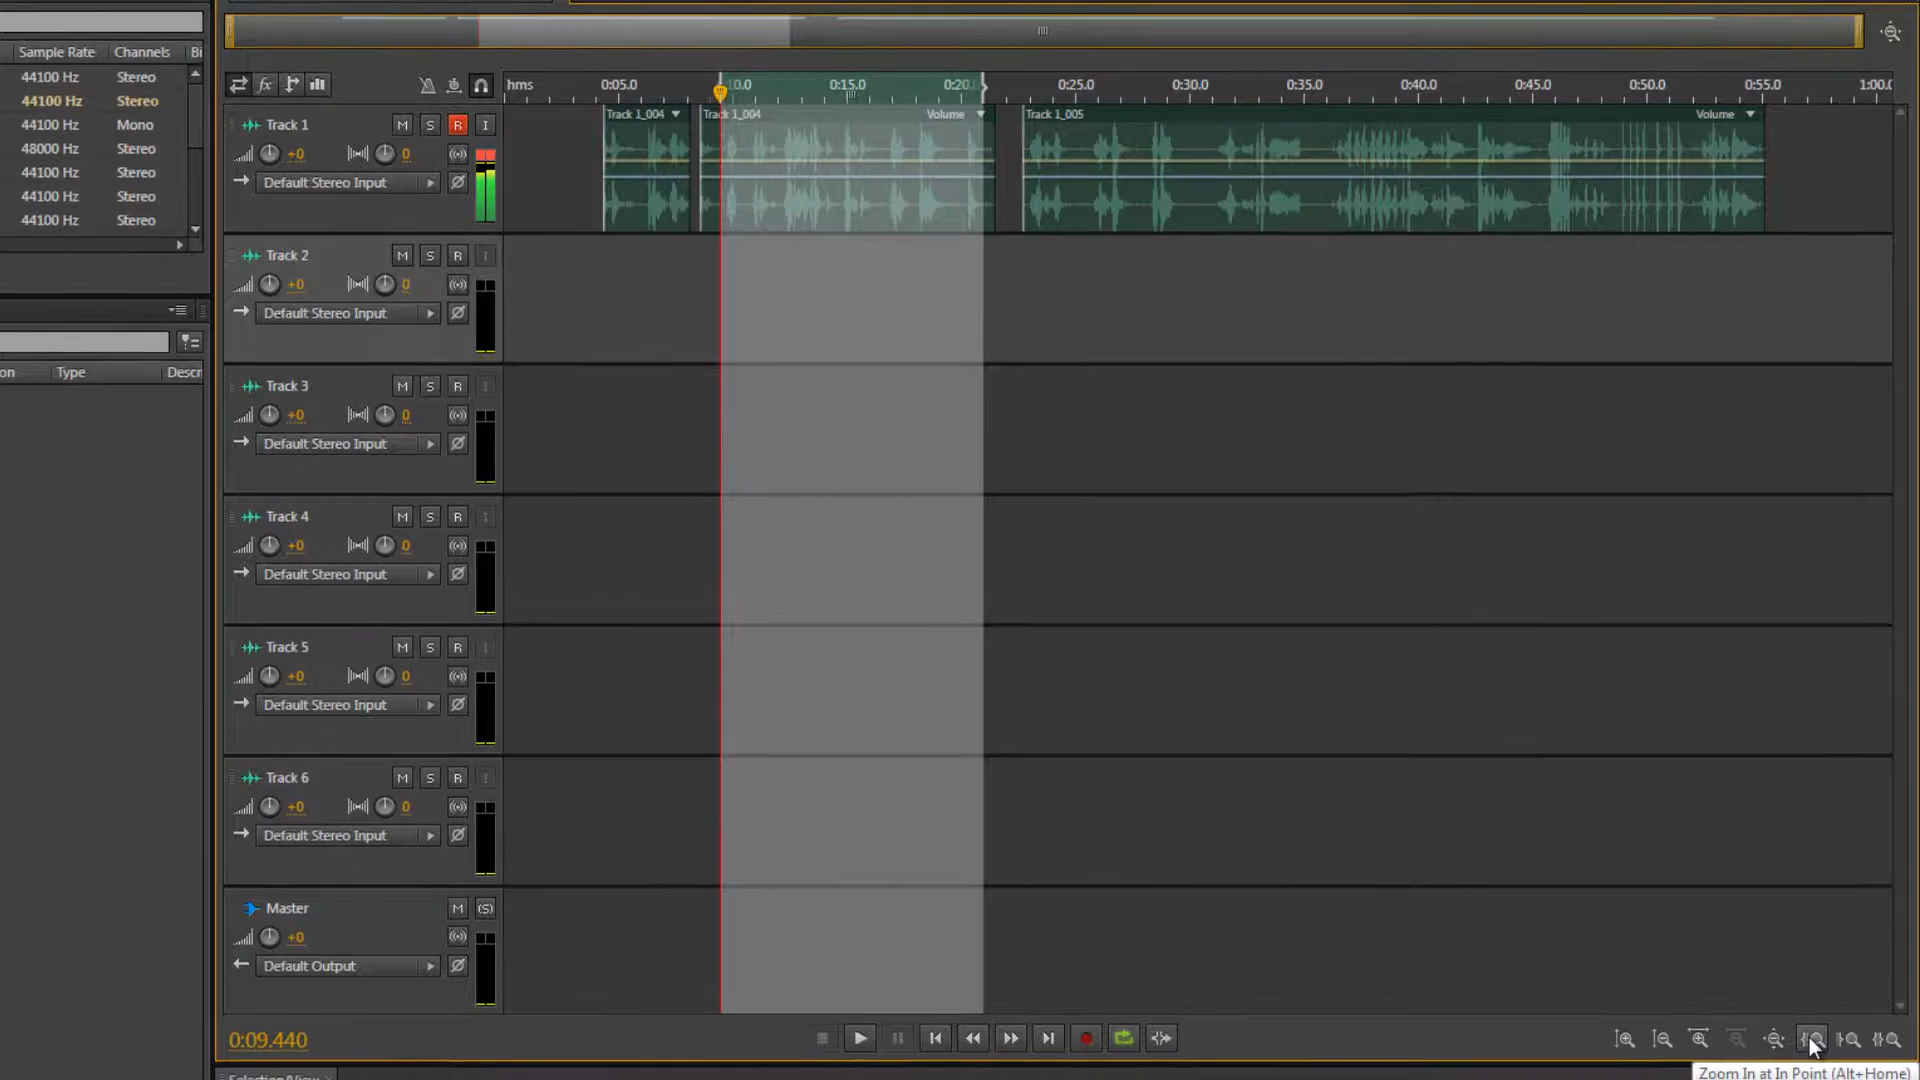 Sample Rate Channels Bi
44100 Hz Stereo
44100 Hz Stereo
44100 Hz Mono
48000 Hz Stereo
44100 Hz Stereo
44100 Hz Stereo
44100 Hz Stereo
on Type Descr
fx
hms 0:05.0 10.0 0:15.0 0:20. 0:25.0 0:30.0 0:35.0 0:40.0 0:45.0 0:50.0 0:55.0 1:00.0
Track 1 M S R I
+0 0
Default Stereo Input
Track 1_004 Track 1_004 Volume Track 1_005 Volume
Track 2 M S R I
+0 0
Default Stereo Input
Track 3 M S R I
+0 0
Default Stereo Input
Track 4 M S R I
+0 0
Default Stereo Input
Track 5 M S R I
+0 0
Default Stereo Input
Track 6 M S R I
+0 0
Default Stereo Input
Master M (S)
+0
Default Output
0:09.440
Zoom In at In Point (Alt+Home)
Selection/View